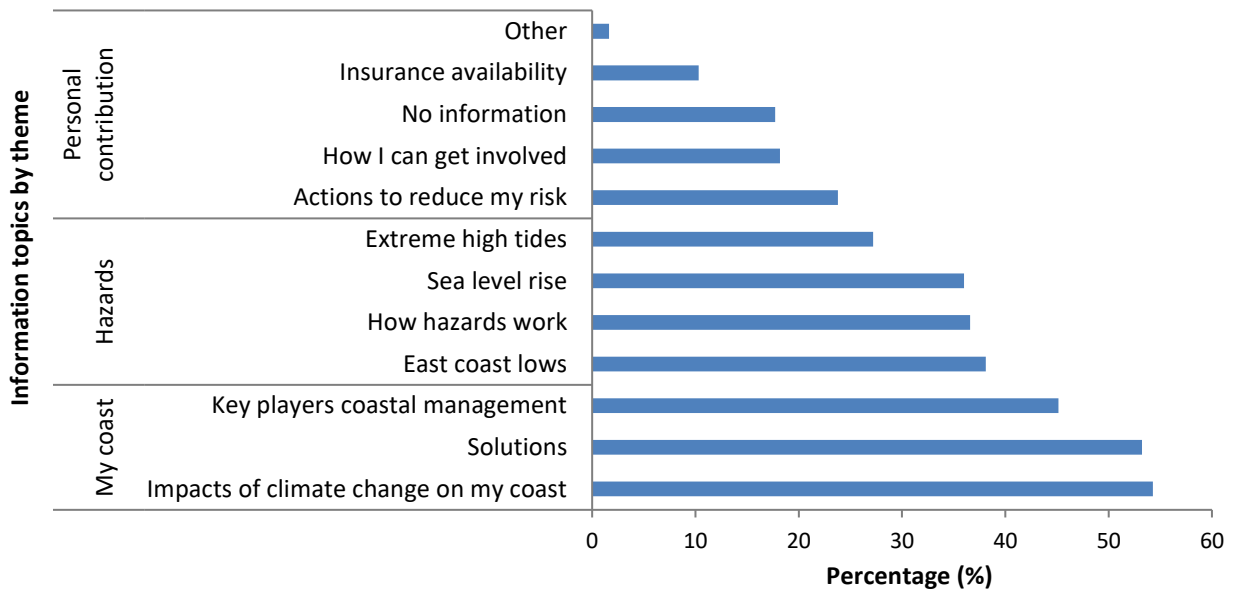 Information topics by theme
Personal
contribution
Other
Insurance availability
No information
How I can get involved
Actions to reduce my risk
Hazards
Extreme high tides
Sea level rise
How hazards work
East coast lows
My coast
Key players coastal management
Solutions
Impacts of climate change on my coast
0 10 20 30 40 50 60
Percentage (%)